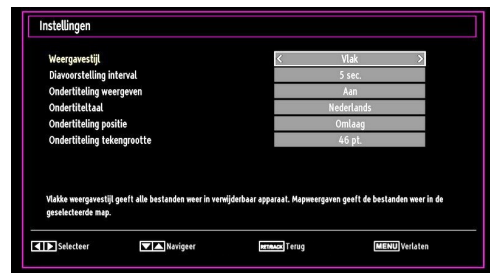 Instellingen
Weergavestijl < Vlak >
Diavoorstelling interval 5 sec.
Ondertiteling weergeven Aan
Ondertiteltaal Nederlands
Ondertiteling positie Omlaag
Ondertiteling tekengrootte 46 pt.
Vlakke weergavestijl geeft alle bestanden weer in verwijderbaar apparaat. Mapweergaven geeft de bestanden weer in de
geselecteerde map.
Selecteer Navigeer RETBACK Terug MENU Verlaten